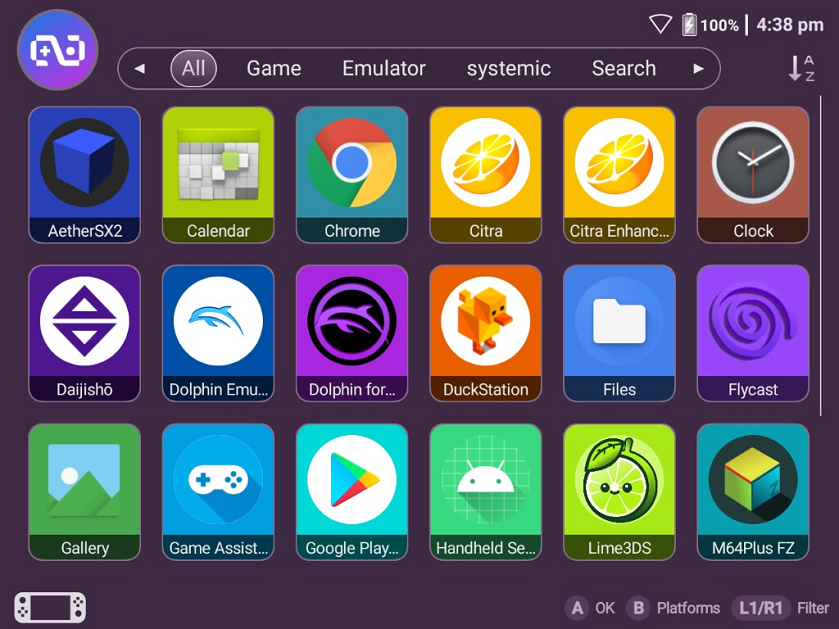 100% 4:38 pm
All Game Emulator systemic Search
A
Z
AetherSX2 Calendar Chrome Citra Citra Enhanc... Clock
Daijishō Dolphin Emu... Dolphin for... DuckStation Files Flycast
Gallery Game Assist... Google Play... Handheld Se... Lime3DS M64Plus FZ
A OK B Platforms L1/R1 Filter